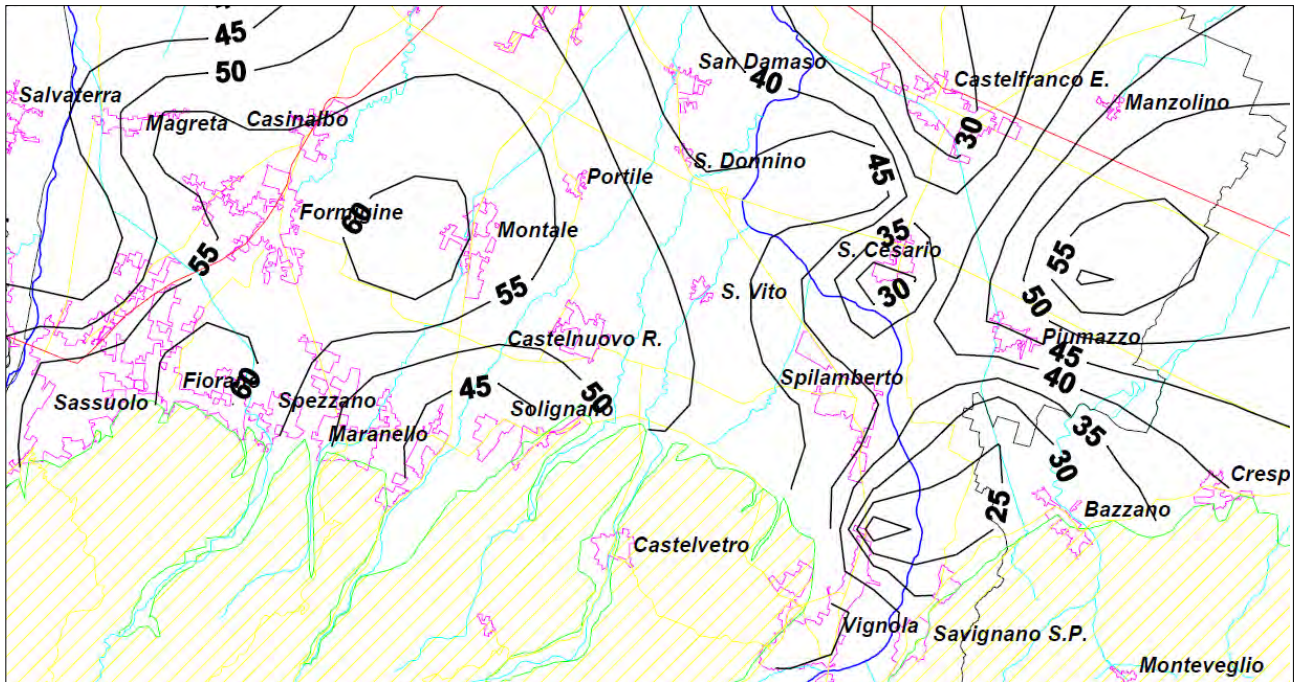 45
50
San Damaso
40
Castelfranco E.
Salvaterra
Manzolino
Magreta
Casinalbo
30
S. Donnino
45
Portile
60
Formigine
Montale
35
S. Cesario
55
55
55
S. Vito
30
50
Castelnuovo R.
Piumazzo
45
Fiorano
60
40
Spilamberto
Sassuolo
Spezzano
45
50
Solignano
Maranello
35
30
Cresp
25
Bazzano
Castelvetro
Vignola
Savignano S.P.
Monteveglio